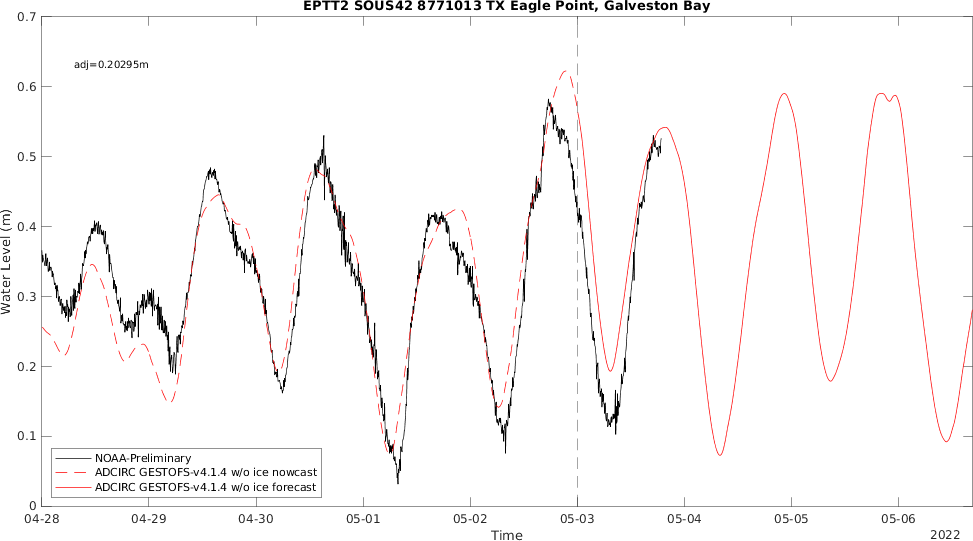 EPTT2 SOUS42 8771013 TX Eagle Point, Galveston Bay
0.7
adj=0.20295m
0.6
0.5
0.4
Water Level (m)
0.3
0.2
0.1
NOAA-Preliminary
ADCIRC GESTOFS-v4.1.4 w/o ice nowcast
ADCIRC GESTOFS-v4.1.4 w/o ice forecast
0
04-28 04-29 04-30 05-01 05-02 05-03 05-04 05-05 05-06
Time
2022